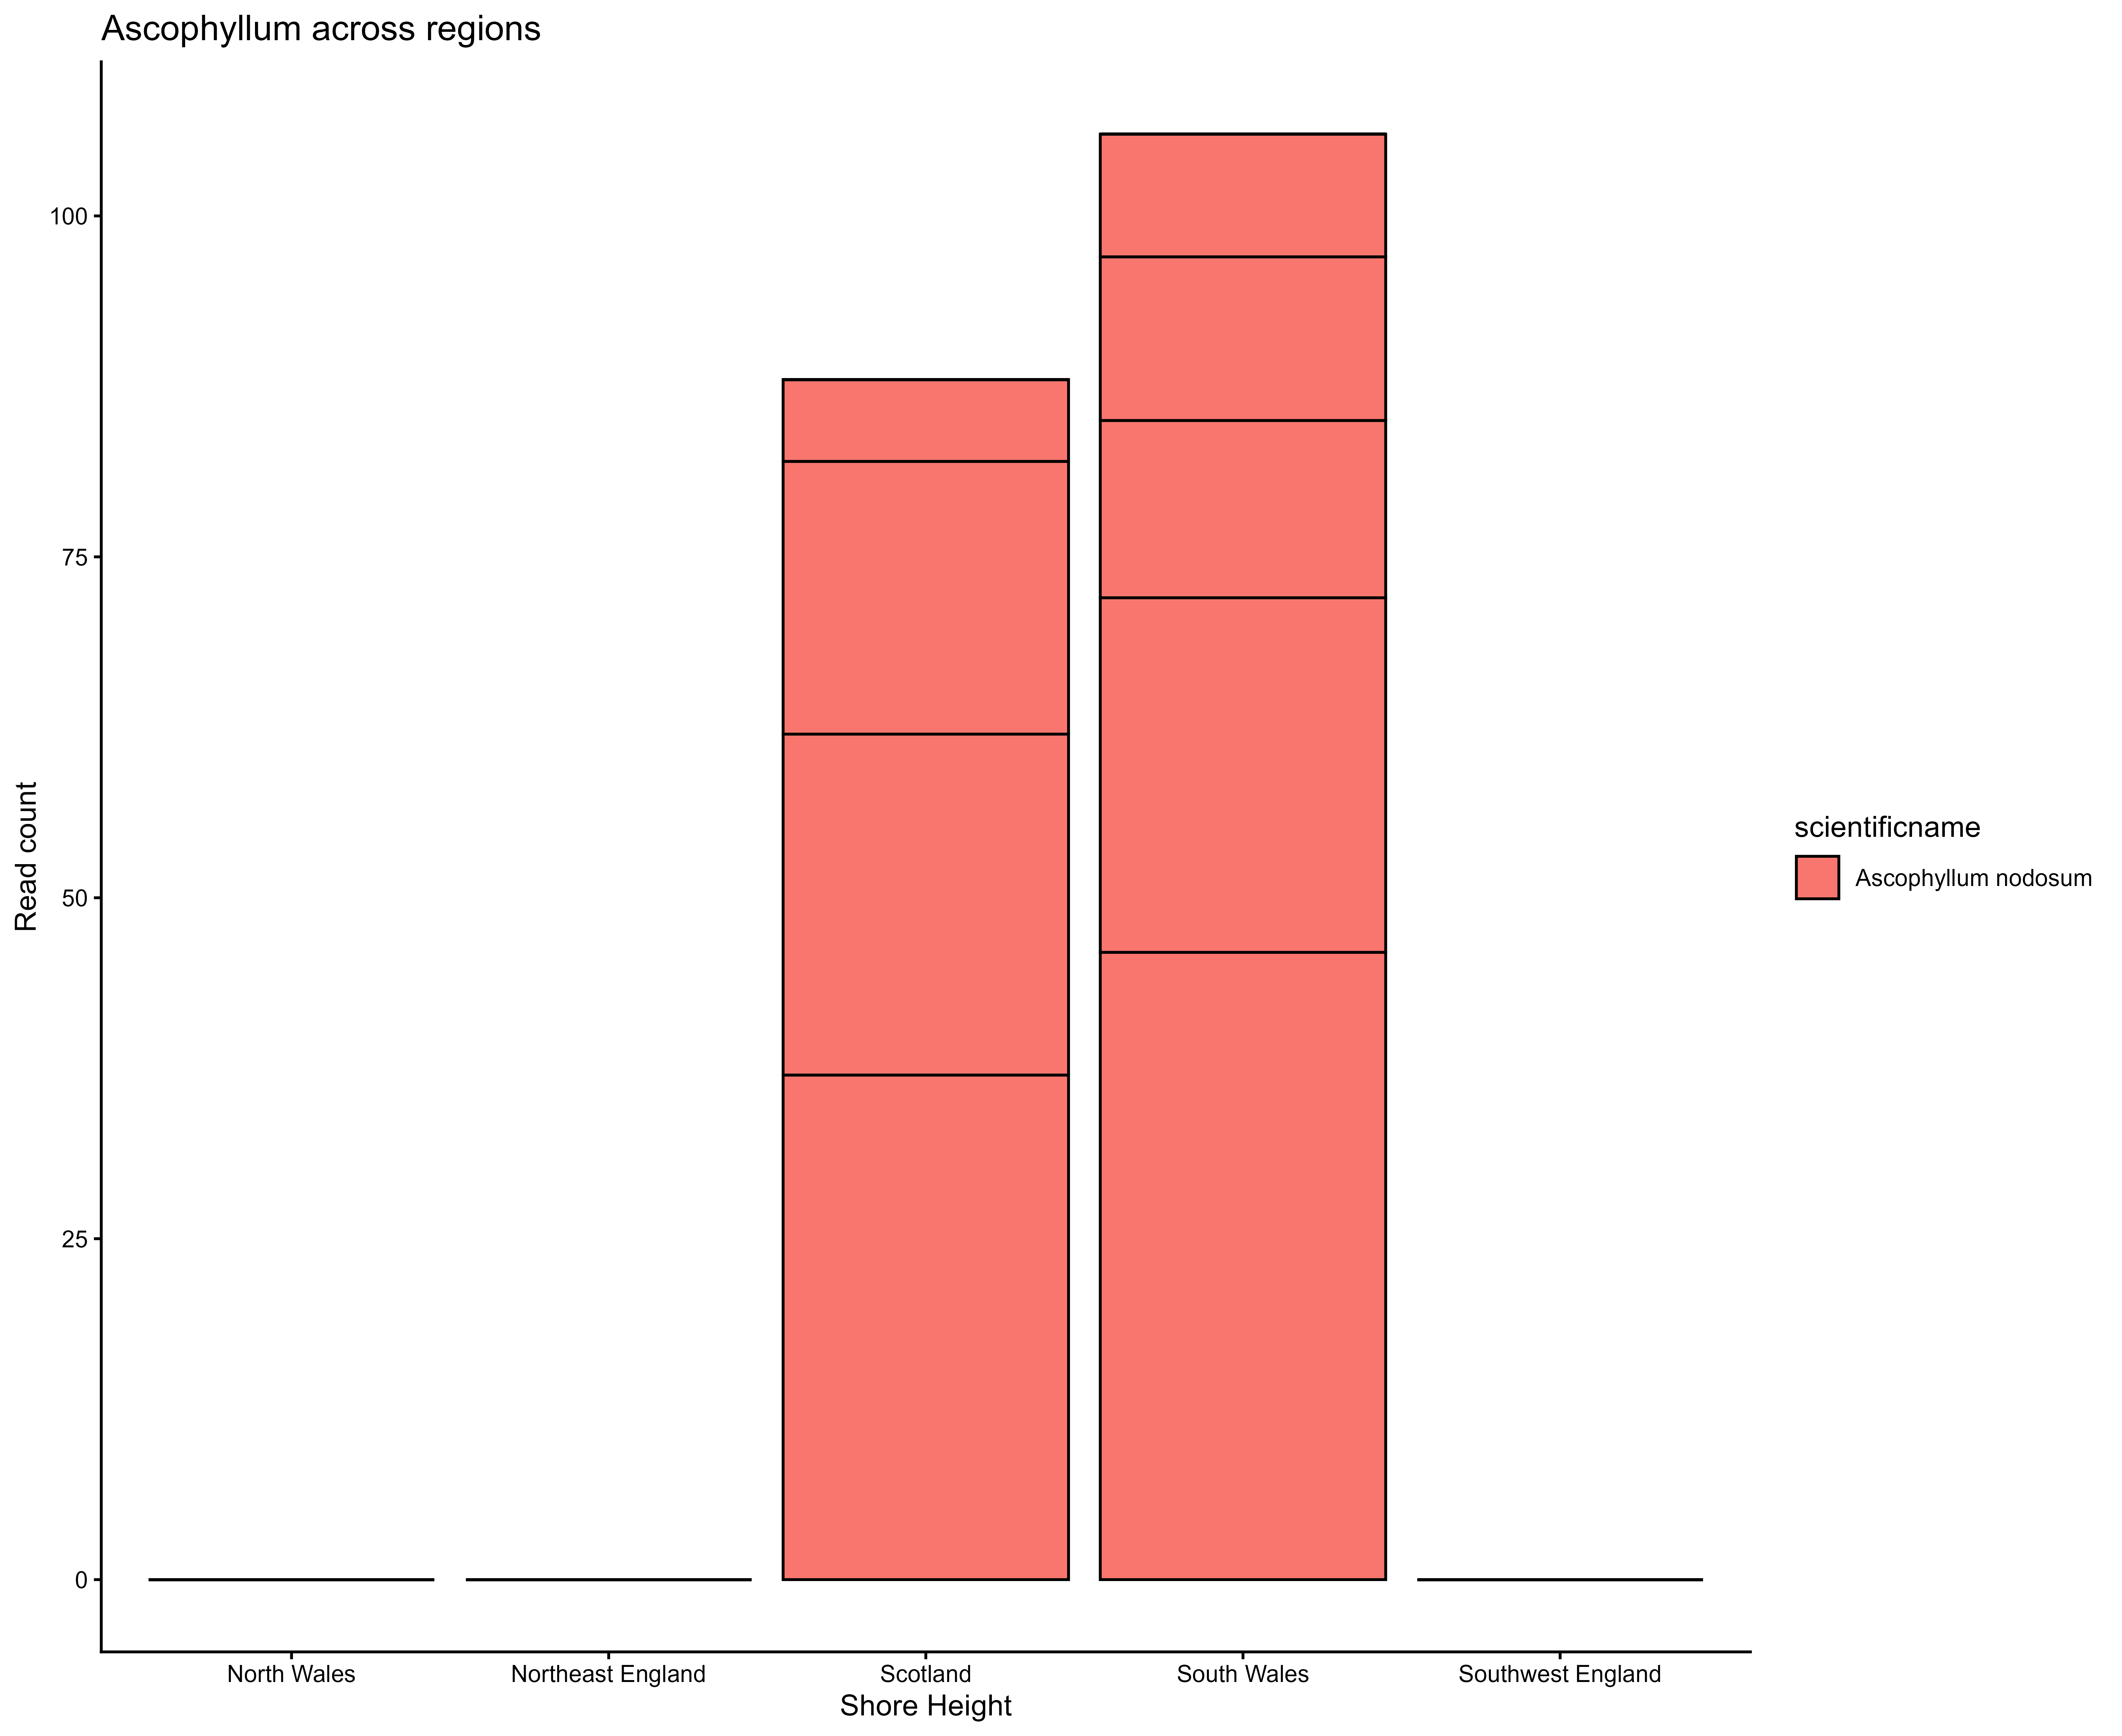 Ascophyllum across regions
Read count
100
75
50
25
0
North Wales
Northeast England
Scotland
South Wales
Southwest England
Shore Height
scientificname
Ascophyllum nodosum